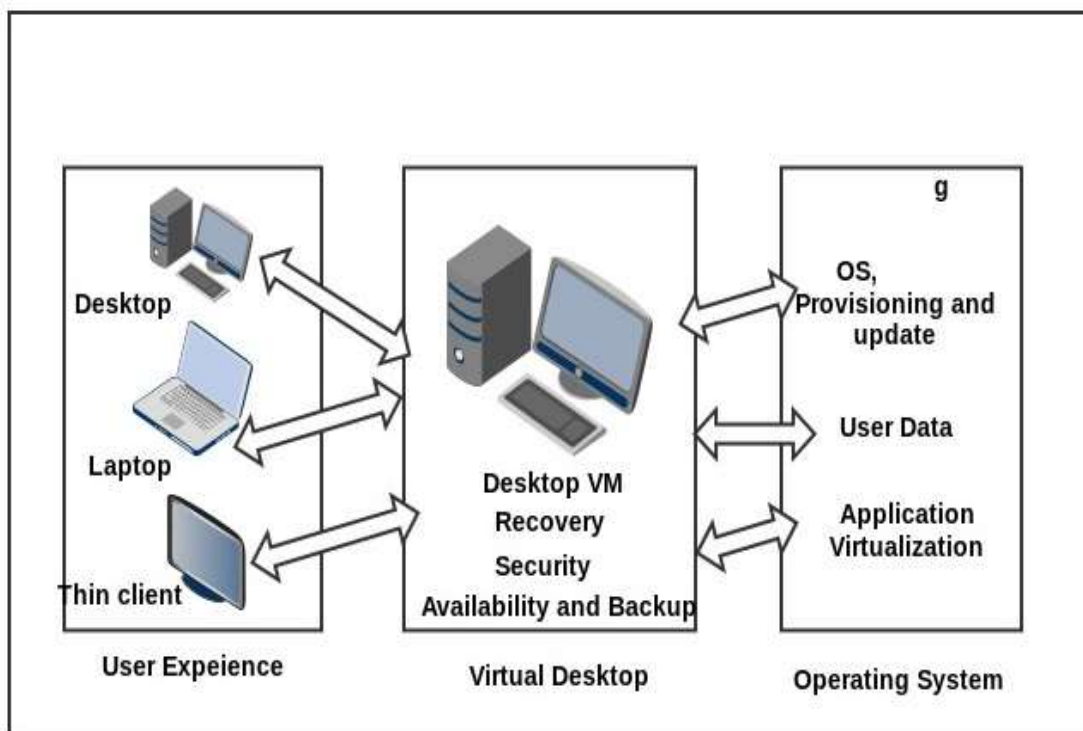 Desktop
Laptop
Thin client
User Expeience
Desktop VM
Recovery
Security
Availability and Backup
Virtual Desktop
g
OS,
Provisioning and
update
User Data
Application
Virtualization
Operating System